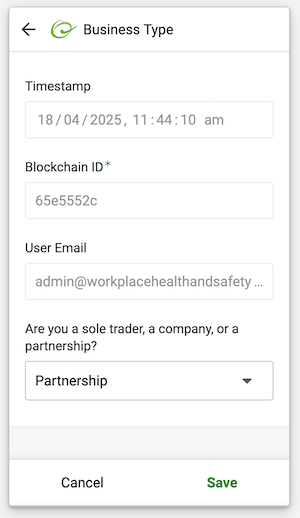 Business Type
Timestamp
18/04/2025, 11:44:10 am
Blockchain ID*
65e5552c
User Email
admin@workplacehealthandsafety ...
Are you a sole trader, a company, or a
partnership?
Partnership
Cancel
Save